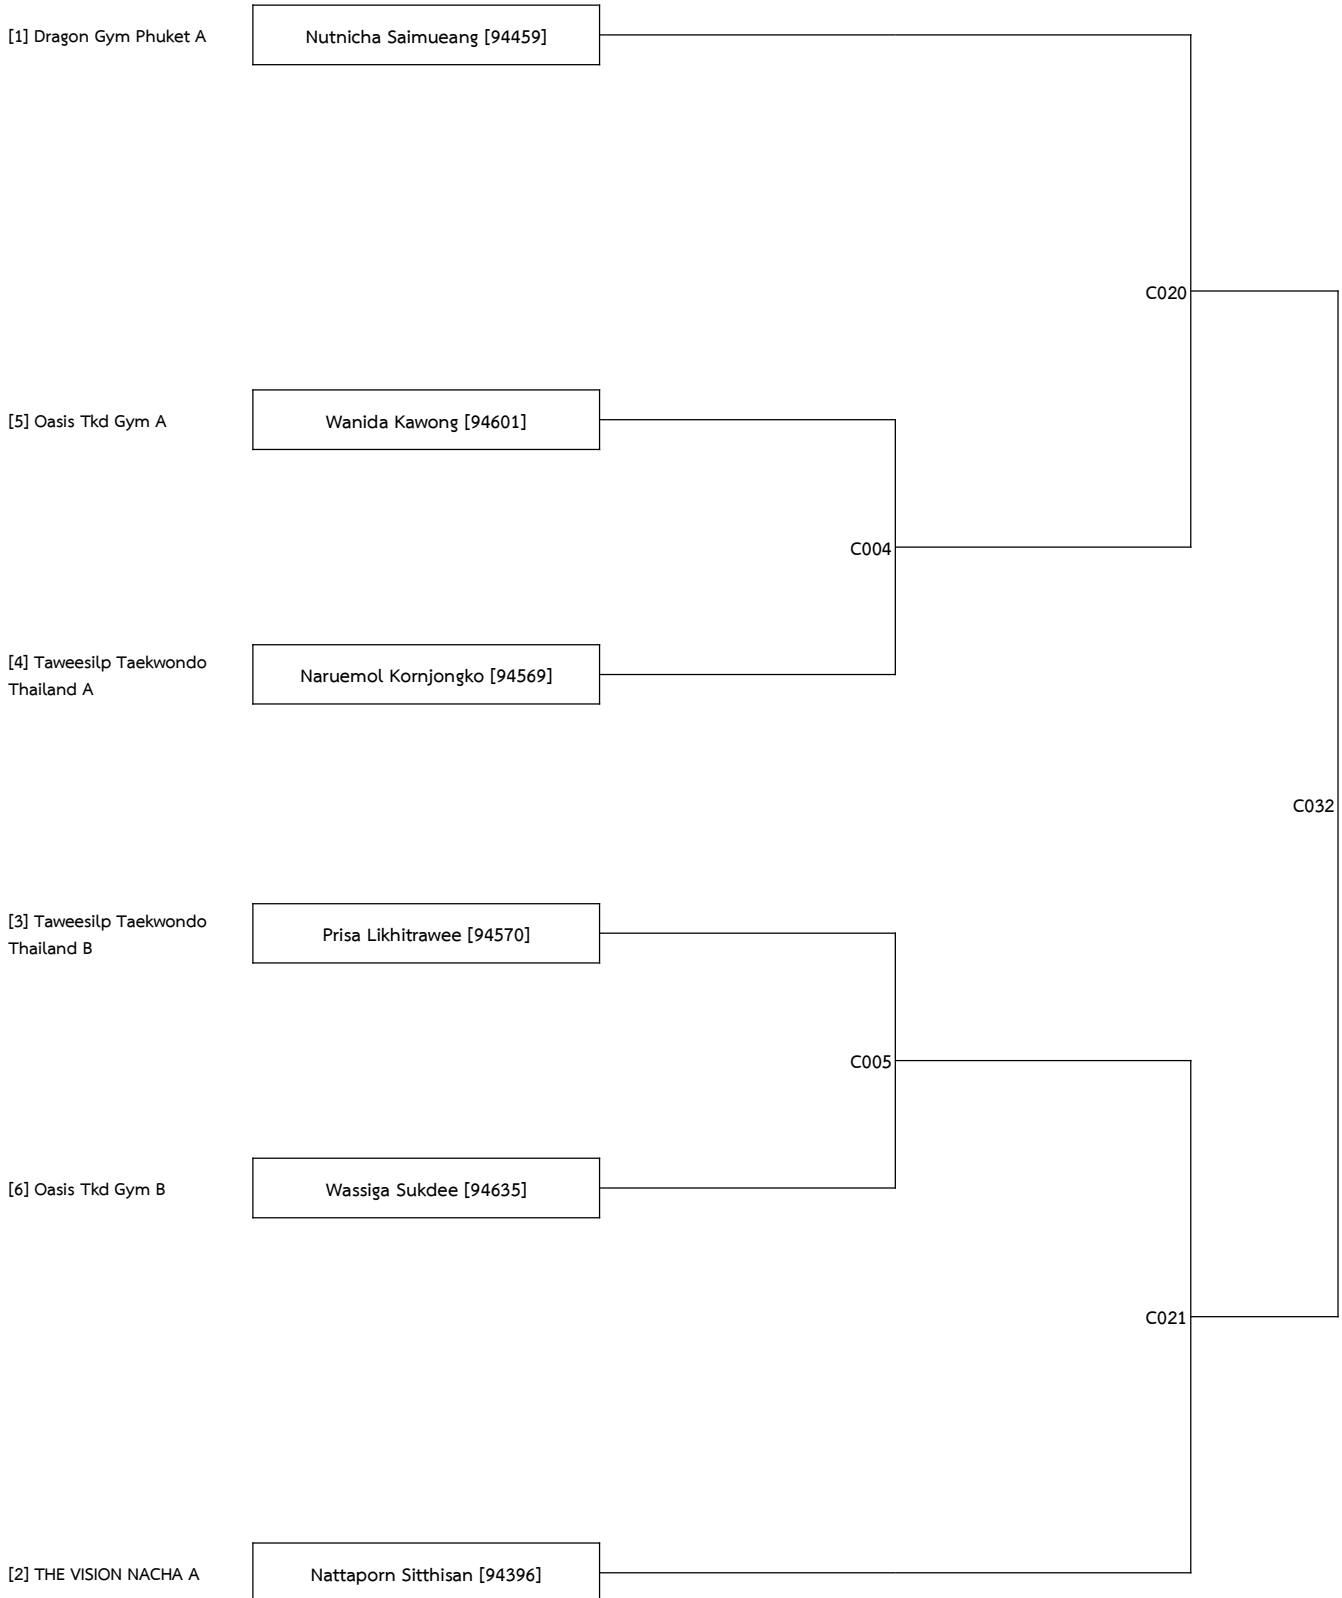 [1] Dragon Gym Phuket A
Nutnicha Saimueang [94459]
C020
[5] Oasis Tkd Gym A
Wanida Kawong [94601]
C004
[4] Taweesilp Taekwondo
Thailand A
Naruemol Kornjongko [94569]
C032
[3] Taweesilp Taekwondo
Thailand B
Prisa Likhitrawee [94570]
C005
[6] Oasis Tkd Gym B
Wassiga Sukdee [94635]
C021
[2] THE VISION NACHA A
Nattaporn Sitthisan [94396]